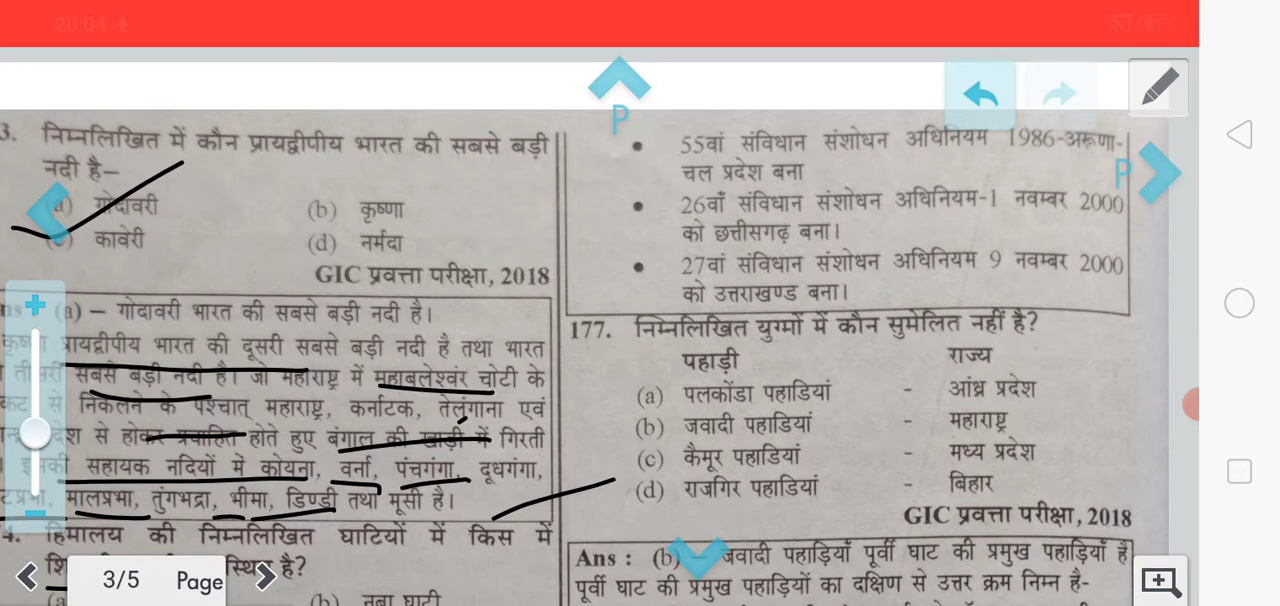 20:04
P
P
3. निम्नलिखित में कौन प्रायद्वीपीय भारत की सबसे बड़ी
नदी है–
(a) गोदावरी (b) कृष्णा
कावेरी (d) नर्मदा
GIC प्रवक्ता परीक्षा, 2018
(a) – गोदावरी भारत की सबसे बड़ी नदी है।
प्रायद्वीपीय भारत की दूसरी सबसे बड़ी नदी है तथा भारत
सबसे बड़ी नदी है। जो महाराष्ट्र में महाबलेश्वर चोटी के
से निकलने के पश्चात् महाराष्ट्र, कर्नाटक, तेलंगाना एवं
से होकर प्रवाहित होते हुए बंगाल की खाड़ी में गिरती
सहायक नदियों में कोयना, वर्ना, पंचगंगा, दूधगंगा,
मालप्रभा, तुंगभद्रा, भीमा, डिण्डी तथा मूसी है।
4. हिमालय की निम्नलिखित घाटियों में किस में
है?
(b) नुब्रा घाटी
3/5 Page
• 55वां संविधान संशोधन अधिनियम 1986-अरूणा-
चल प्रदेश बना
• 26वाँ संविधान संशोधन अधिनियम-1 नवम्बर 2000
को छत्तीसगढ़ बना।
• 27वां संविधान संशोधन अधिनियम 9 नवम्बर 2000
को उत्तराखण्ड बना।
177. निम्नलिखित युग्मों में कौन सुमेलित नहीं है?
पहाड़ी राज्य
(a) पलकोंडा पहाडियां - आंध्र प्रदेश
(b) जवादी पहाडियां - महाराष्ट्र
(c) कैमूर पहाडियां - मध्य प्रदेश
(d) राजगिर पहाडियां - बिहार
GIC प्रवक्ता परीक्षा, 2018
Ans : (b) – जवादी पहाड़ियाँ पूर्वी घाट की प्रमुख पहाड़ियाँ हैं
पूर्वी घाट की प्रमुख पहाड़ियों का दक्षिण से उत्तर क्रम निम्न है-